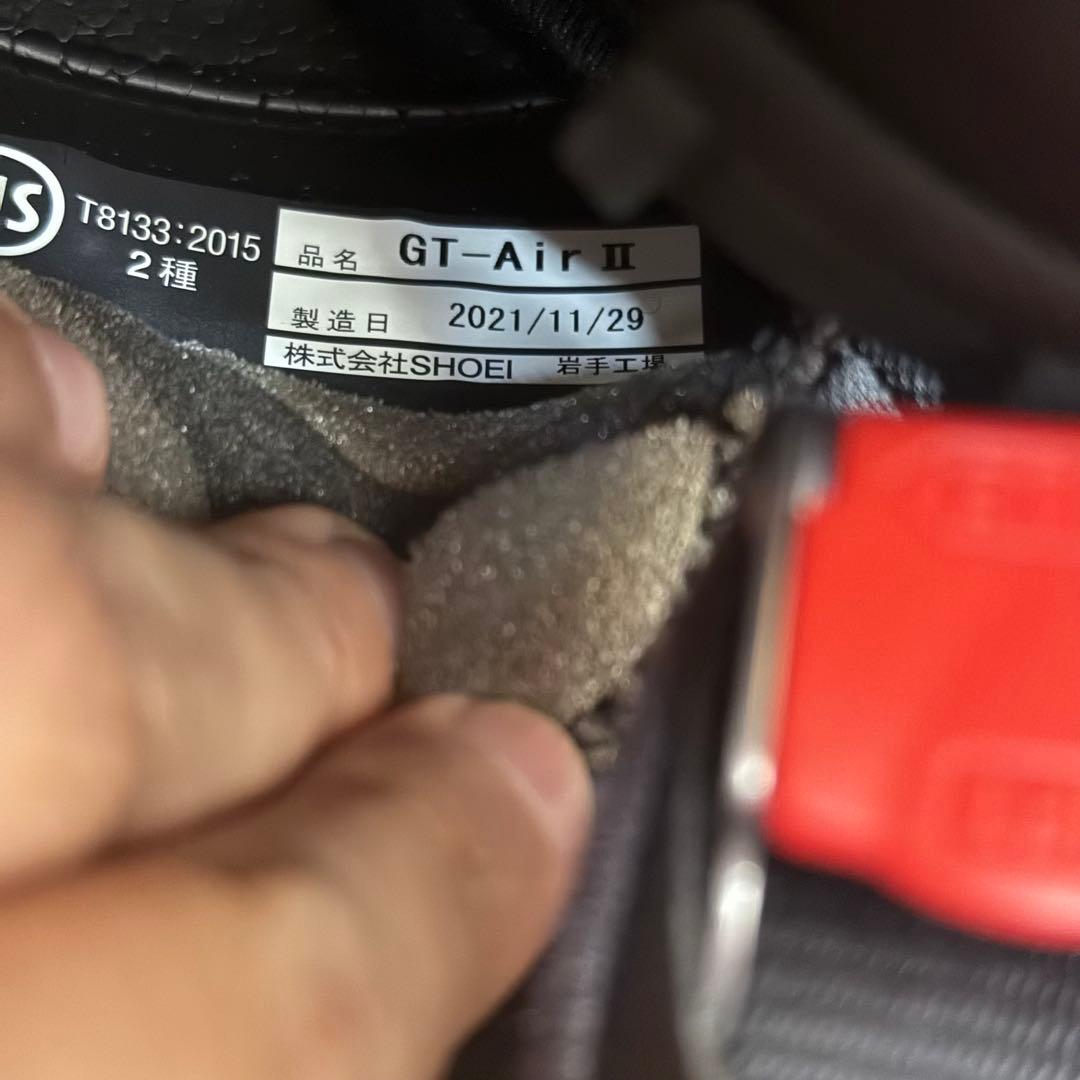 T8133:2015
2種
品名 GT-Air II
製造日 2021/11/29
株式会社SHOEI 岩手工場